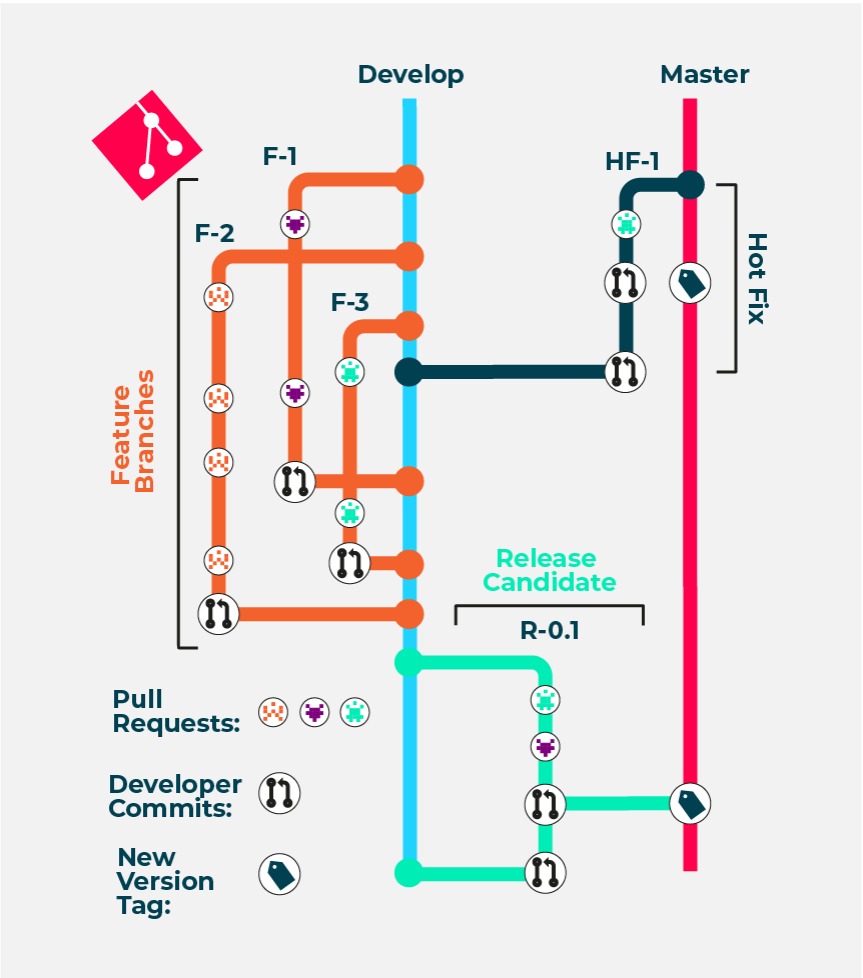 Develop
Master
F-1
HF-1
F-2
F-3
Hot Fix
Feature
Branches
Release
Candidate
R-0.1
Pull
Requests:
Developer
Commits:
New
Version
Tag: